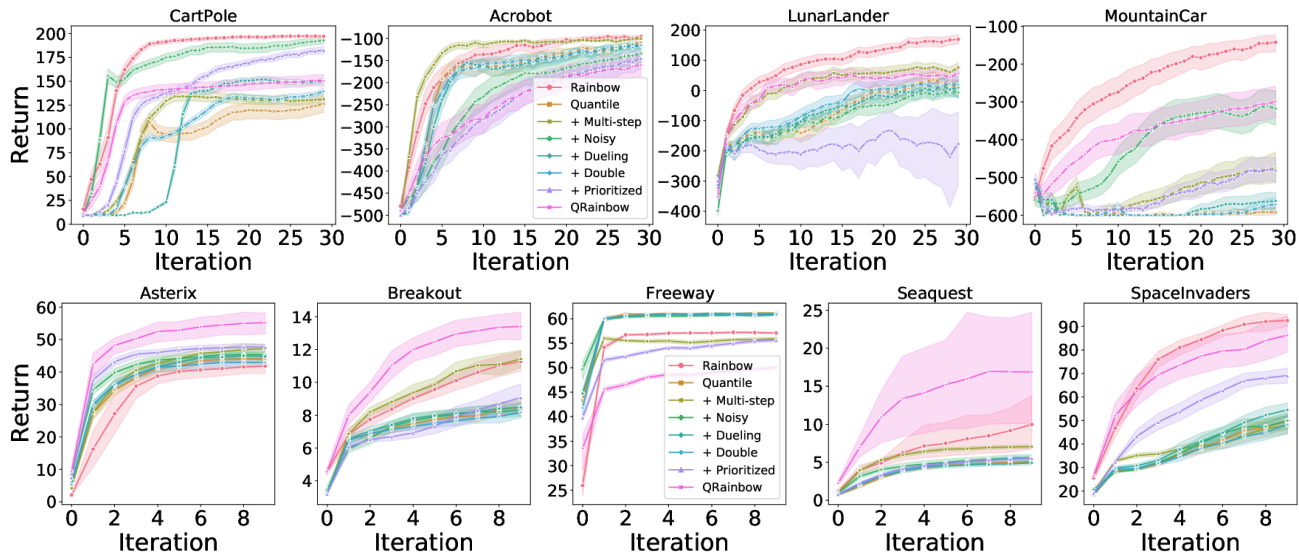 CartPole
Return
200
175
150
125
100
75
50
25
0
0 5 10 15 20 25 30
Iteration
Acrobot
−100
−150
−200
−250
−300
−350
−400
−450
−500
Rainbow
Quantile
+ Multi-step
+ Noisy
+ Dueling
+ Double
+ Prioritized
QRainbow
0 5 10 15 20 25 30
Iteration
LunarLander
200
100
0
−100
−200
−300
−400
0 5 10 15 20 25 30
Iteration
MountainCar
−100
−200
−300
−400
−500
−600
0 5 10 15 20 25 30
Iteration
Asterix
Return
60
50
40
30
20
10
0
0 2 4 6 8
Iteration
Breakout
14
12
10
8
6
4
0 2 4 6 8
Iteration
Freeway
60
55
50
45
40
35
30
25
Rainbow
Quantile
+ Multi-step
+ Noisy
+ Dueling
+ Double
+ Prioritized
QRainbow
0 2 4 6 8
Iteration
Seaquest
25
20
15
10
5
0
0 2 4 6 8
Iteration
SpaceInvaders
90
80
70
60
50
40
30
20
0 2 4 6 8
Iteration